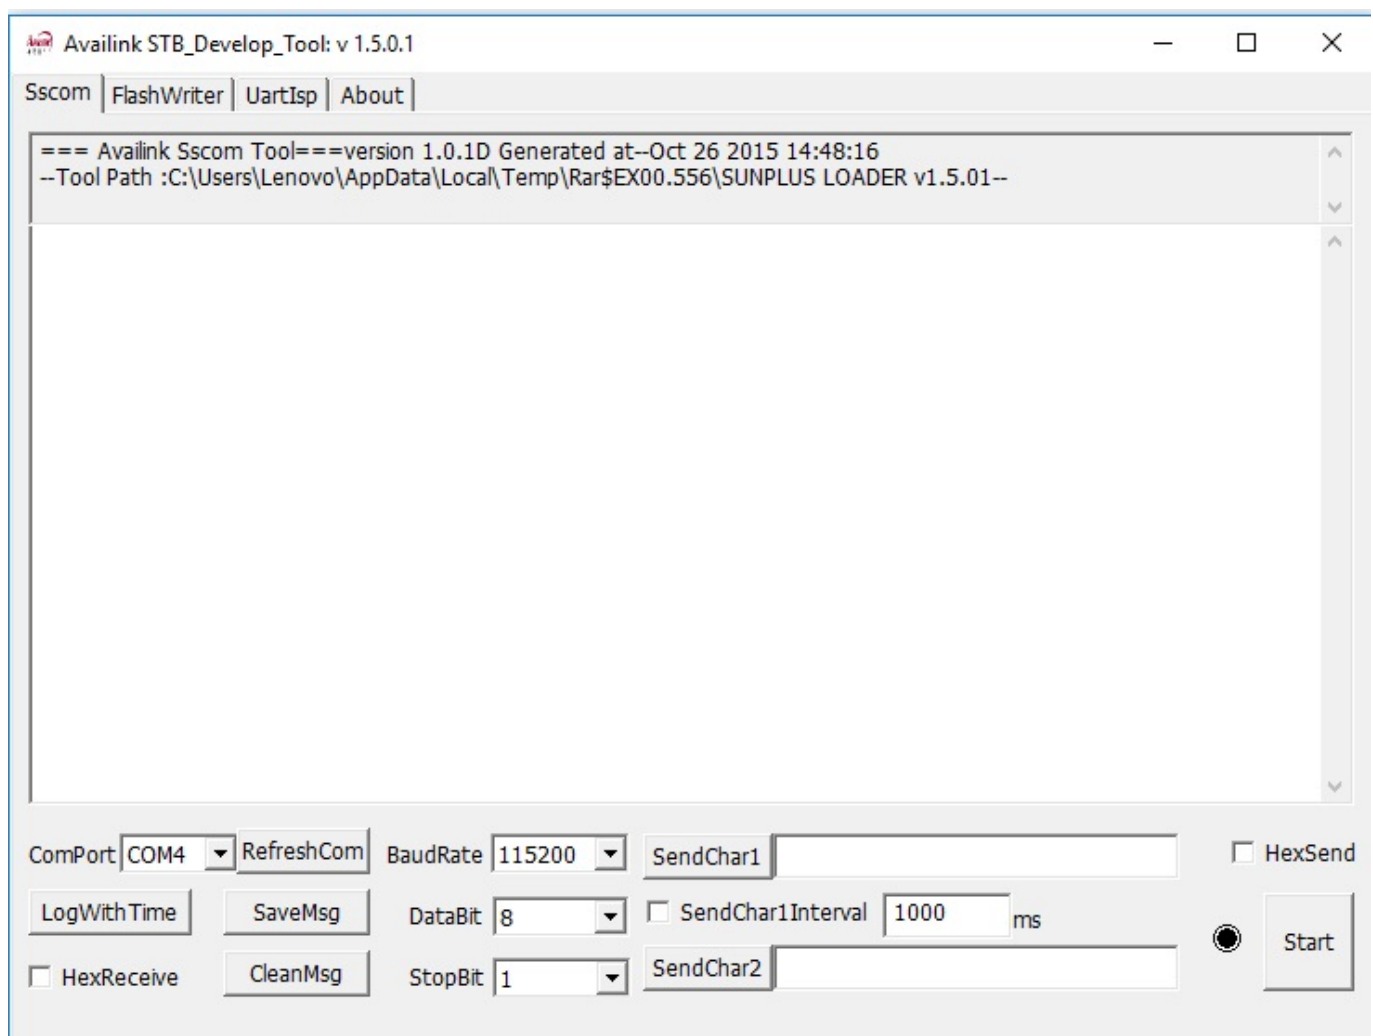 Availink STB_Develop_Tool: v 1.5.0.1
Sscom FlashWriter UartIsp About
=== Availink Sscom Tool===version 1.0.1D Generated at--Oct 26 2015 14:48:16
--Tool Path :C:\Users\Lenovo\AppData\Local\Temp\Rar$EX00.556\SUNPLUS LOADER v1.5.01--
ComPort COM4 RefreshCom BaudRate 115200 SendChar1 HexSend
LogWithTime SaveMsg DataBit 8 SendChar1Interval 1000 ms
Start
HexReceive CleanMsg StopBit 1 SendChar2